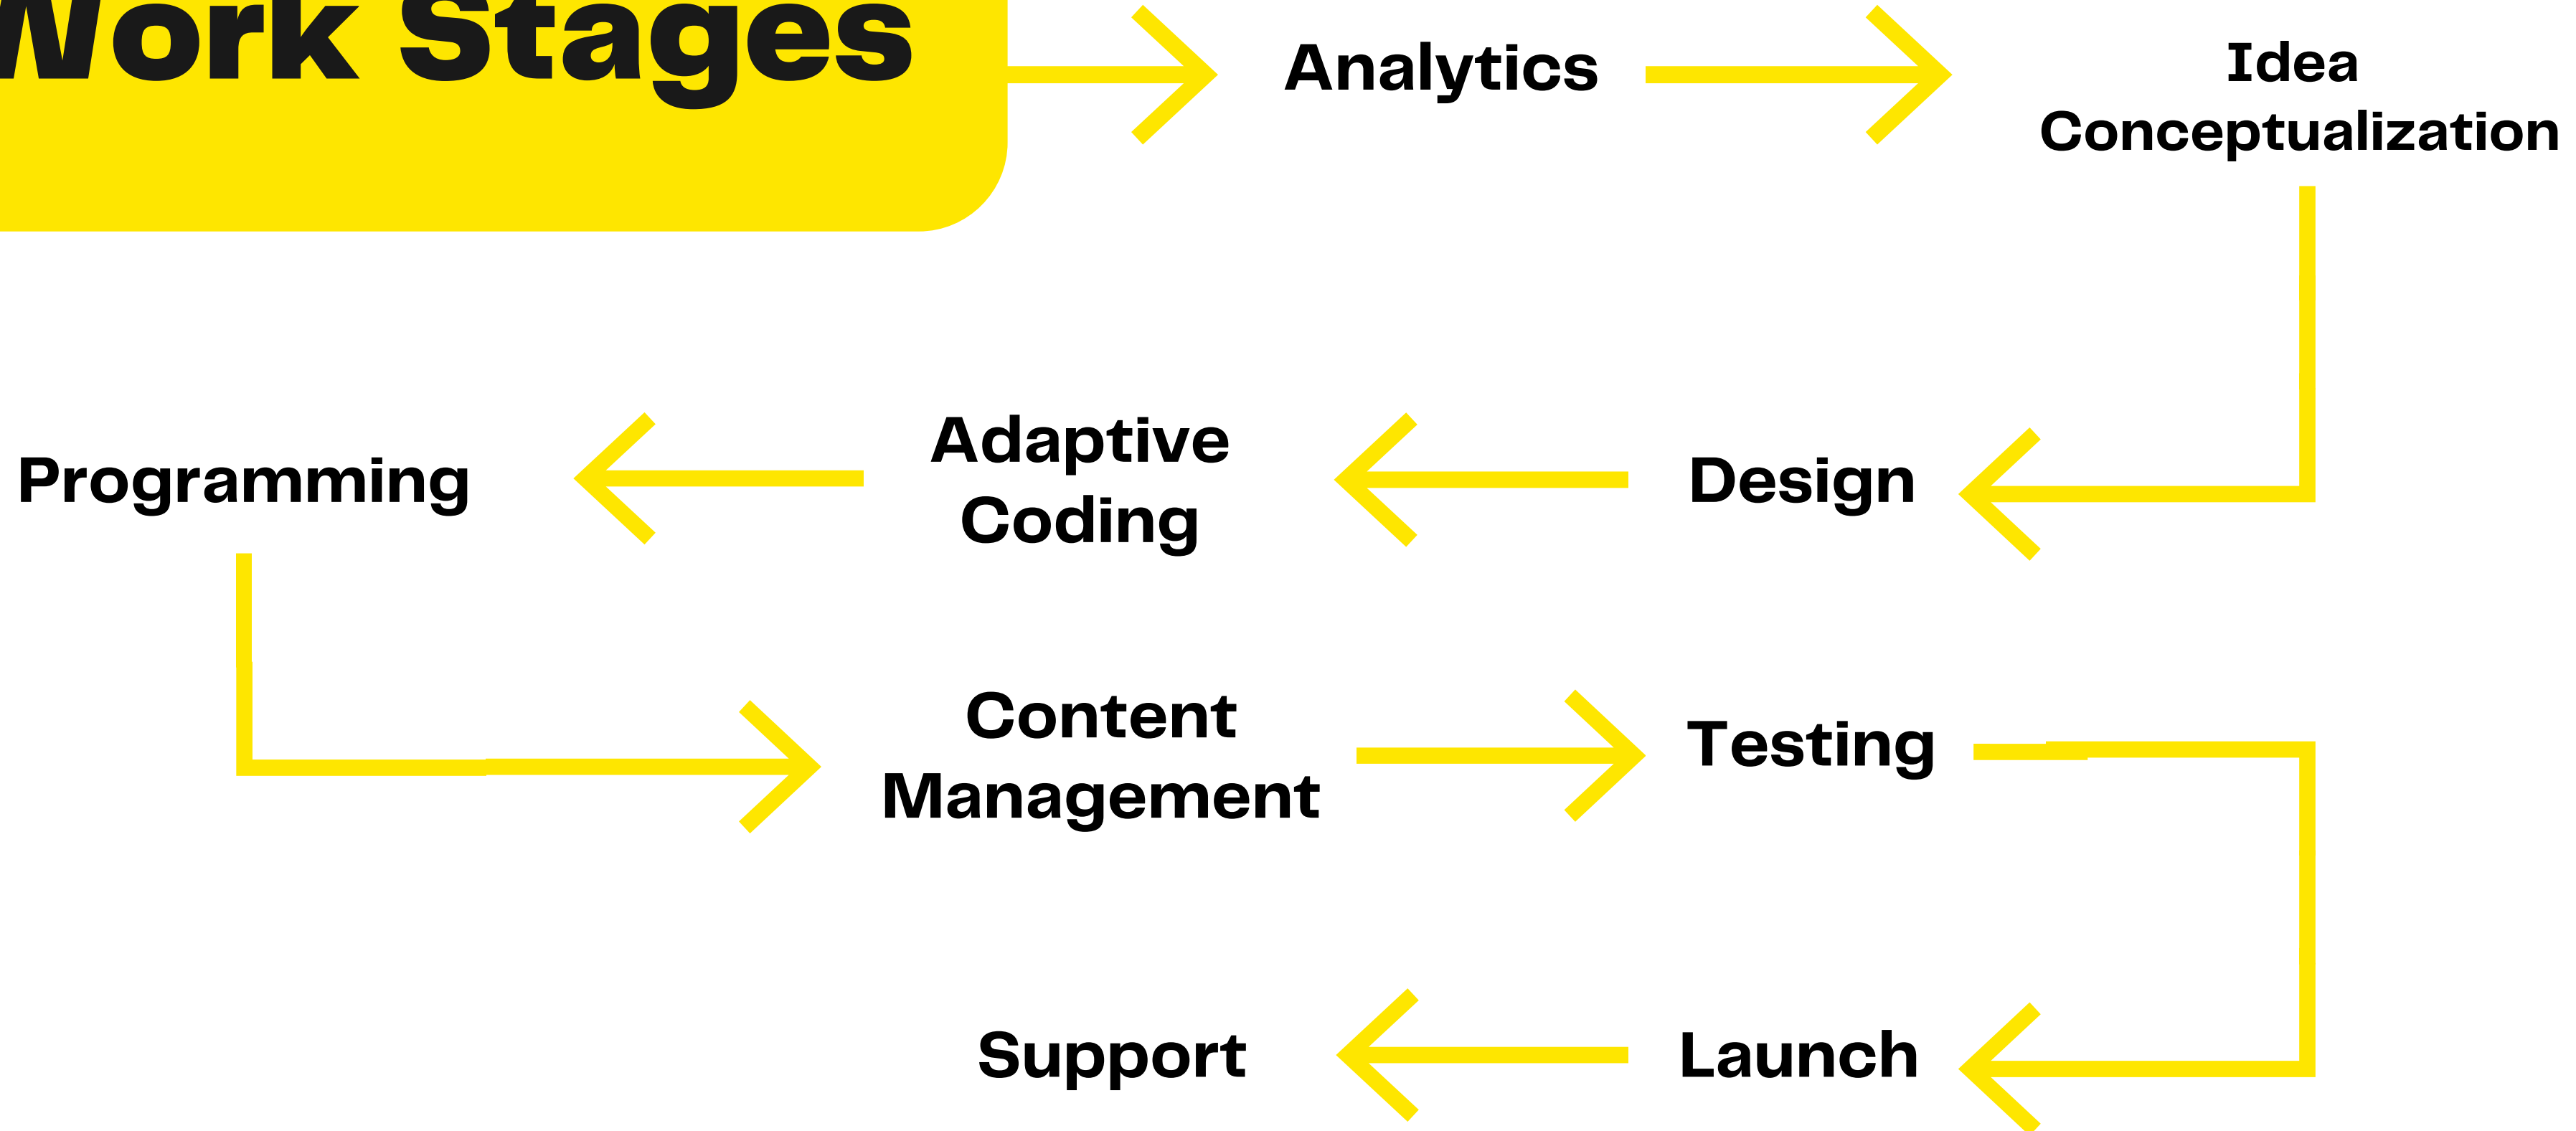 Work Stages
Analytics
Idea
Conceptualization
Design
Adaptive
Coding
Programming
Content
Management
Testing
Launch
Support